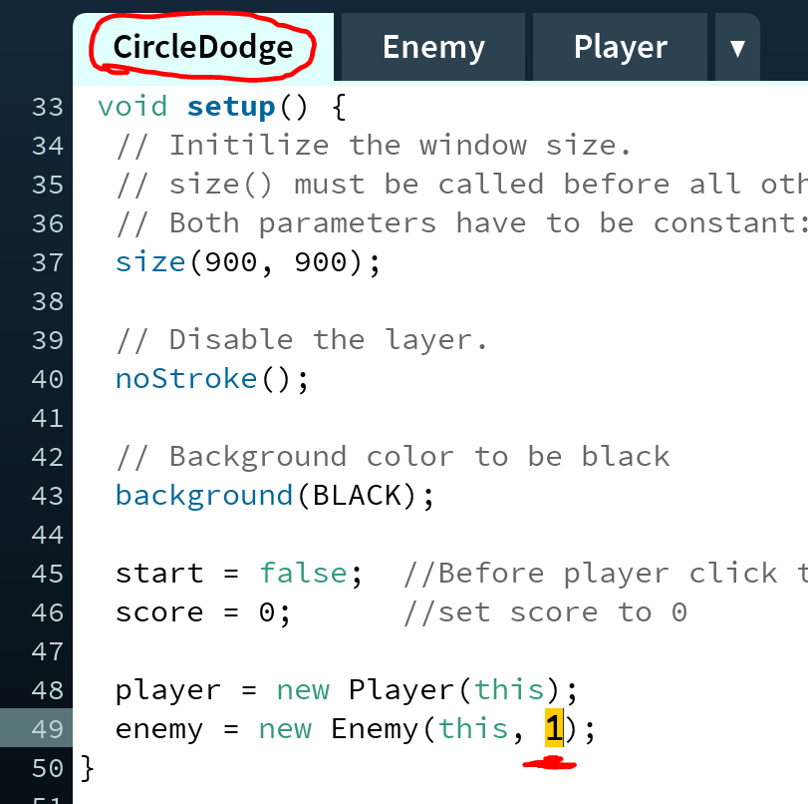 CircleDodge Enemy Player ▼
33 void setup() {
34 // Initilize the window size.
35 // size() must be called before all oth
36 // Both parameters have to be constant:
37 size(900, 900);
38
39 // Disable the layer.
40 noStroke();
41
42 // Background color to be black
43 background(BLACK);
44
45 start = false; //Before player click t
46 score = 0; //set score to 0
47
48 player = new Player(this);
49 enemy = new Enemy(this, 1);
50 }
51